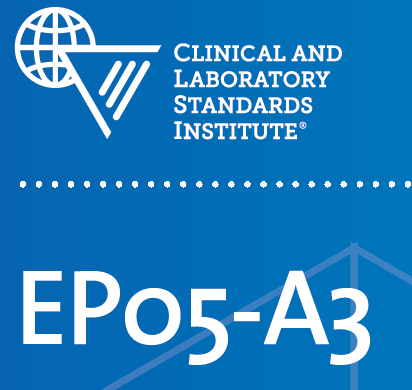 CLINICAL AND
LABORATORY
STANDARDS
INSTITUTE®
EP05-A3